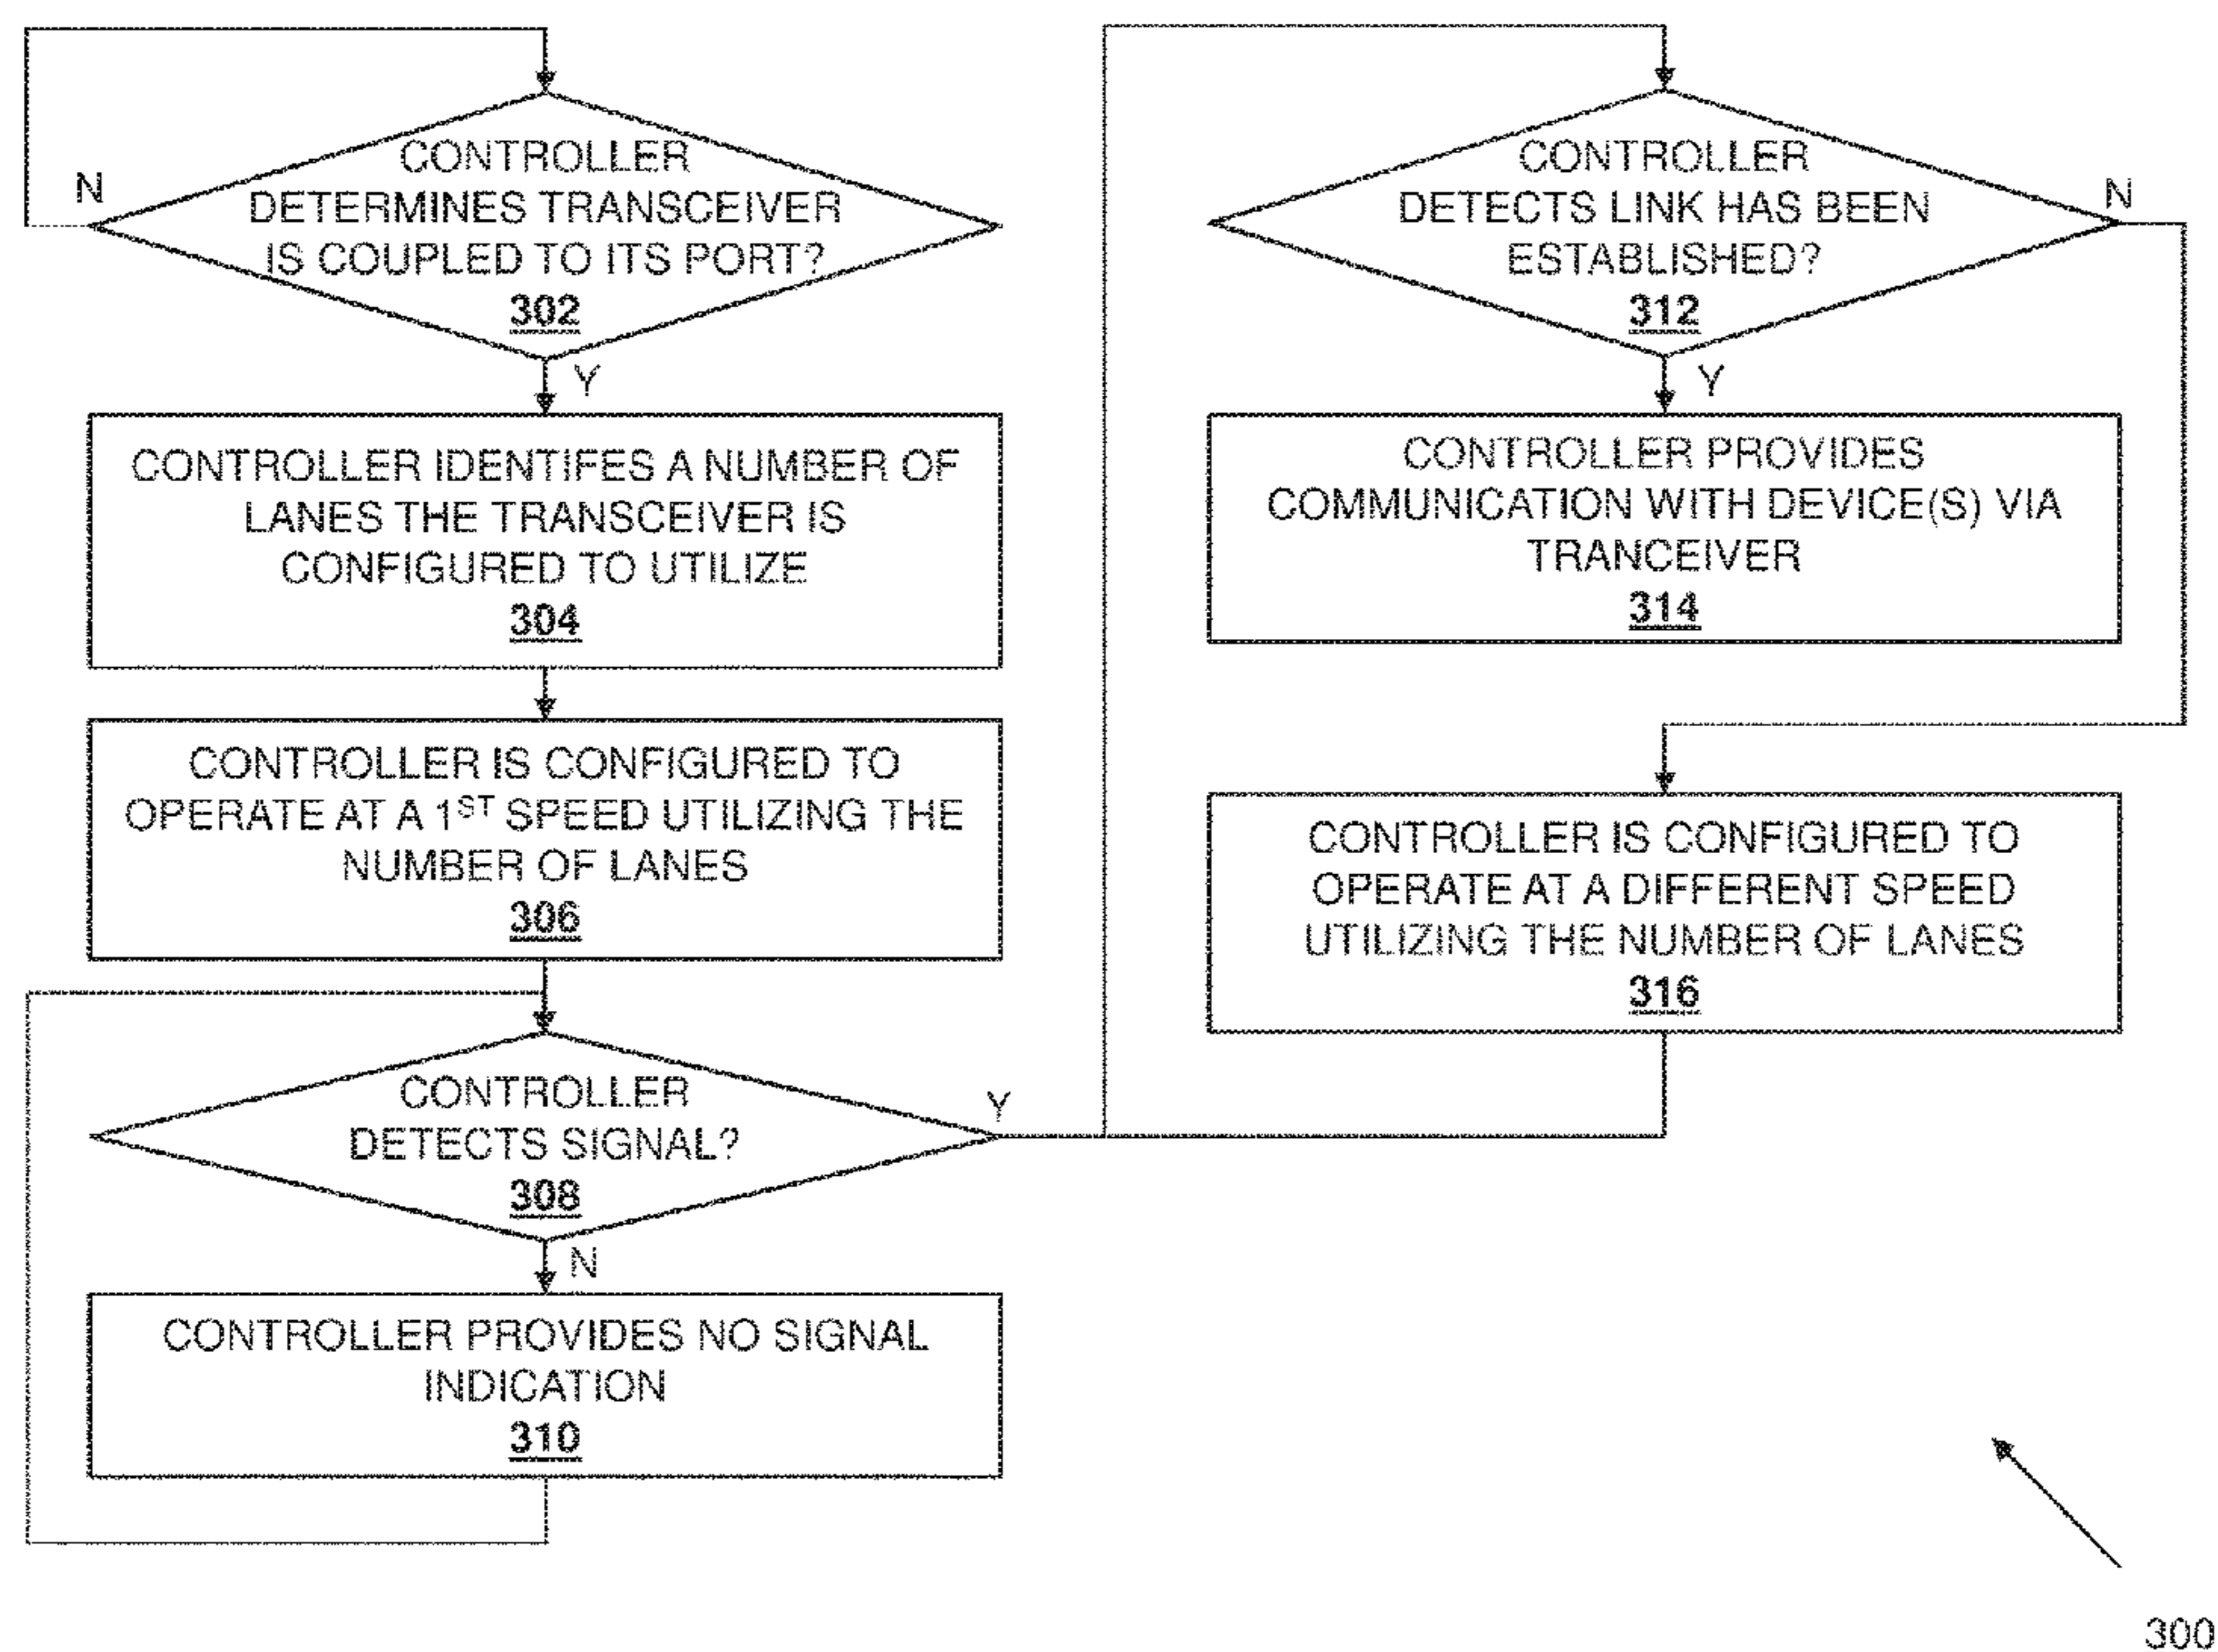 CONTROLLER
DETERMINES TRANSCEIVER
IS COUPLED TO ITS PORT?
302
N
Y
CONTROLLER IDENTIFES A NUMBER OF
LANES THE TRANSCEIVER IS
CONFIGURED TO UTILIZE
304
CONTROLLER IS CONFIGURED TO
OPERATE AT A 1ST SPEED UTILIZING THE
NUMBER OF LANES
306
CONTROLLER
DETECTS SIGNAL?
308
Y
N
CONTROLLER PROVIDES NO SIGNAL
INDICATION
310
CONTROLLER
DETECTS LINK HAS BEEN
ESTABLISHED?
312
N
Y
CONTROLLER PROVIDES
COMMUNICATION WITH DEVICE(S) VIA
TRANCEIVER
314
CONTROLLER IS CONFIGURED TO
OPERATE AT A DIFFERENT SPEED
UTILIZING THE NUMBER OF LANES
316
300